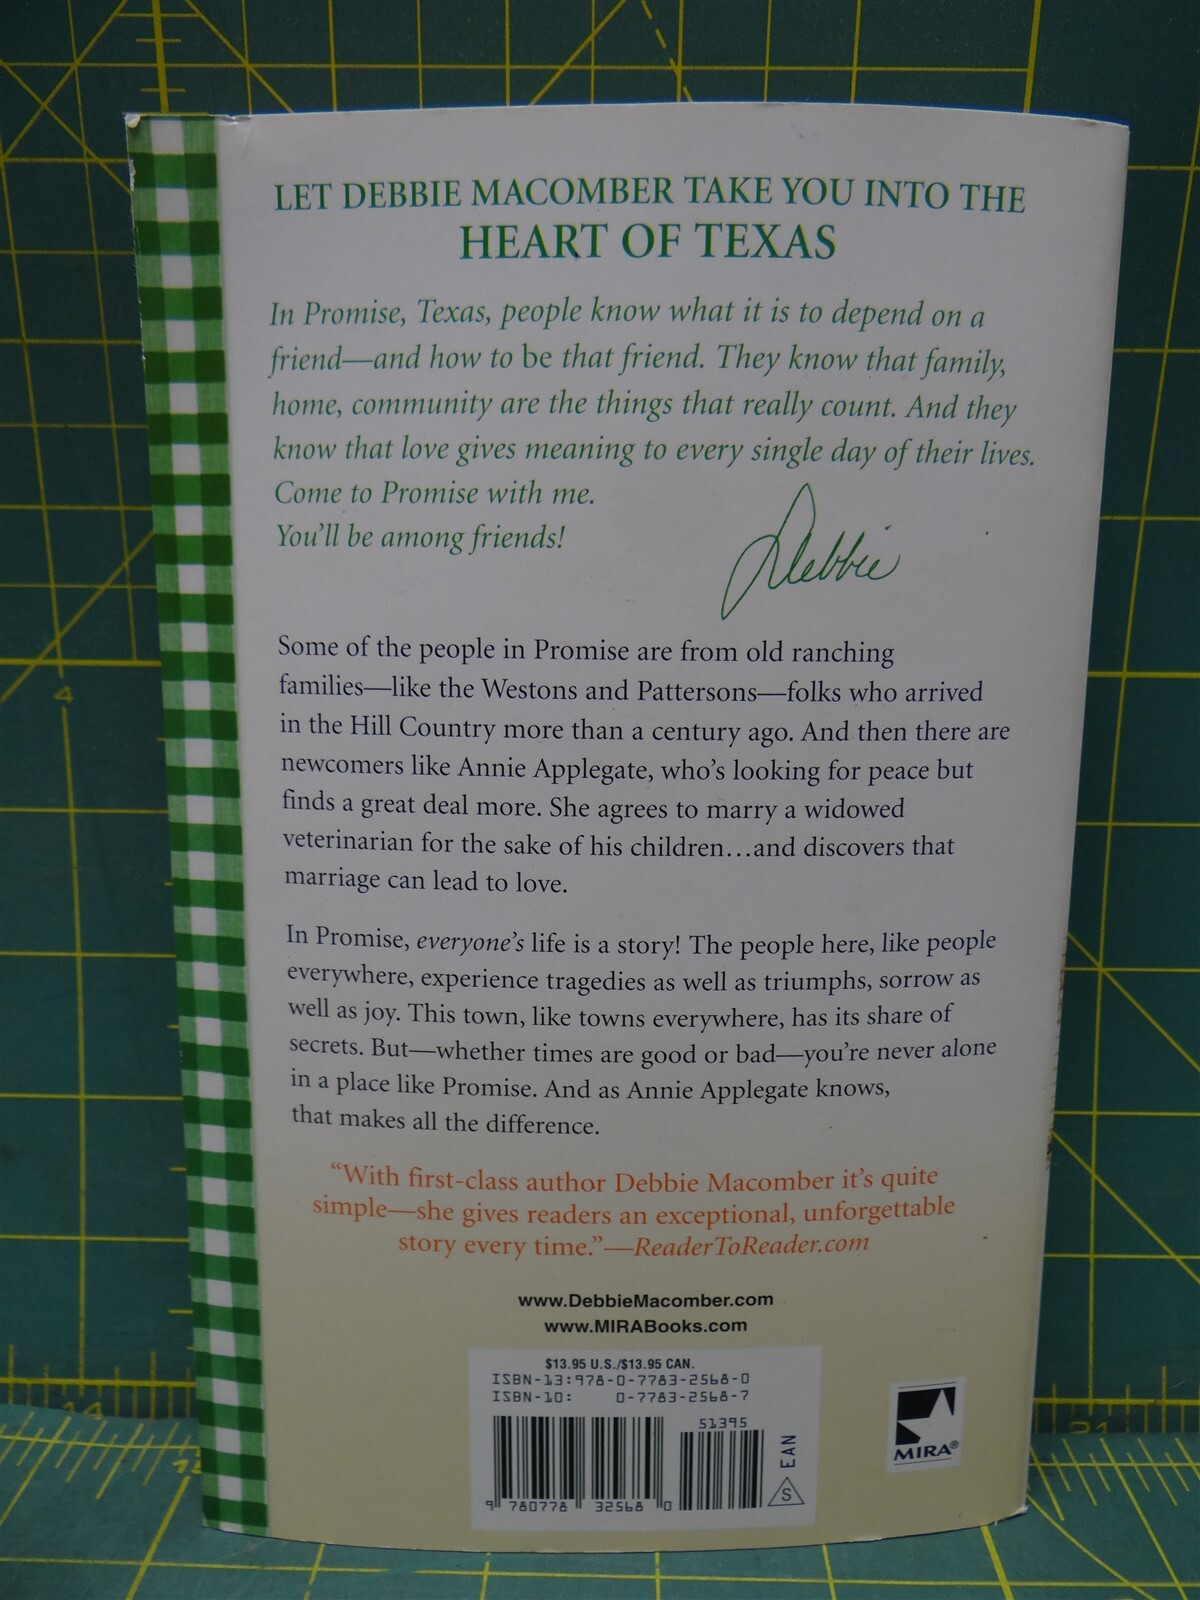 LET DEBBIE MACOMBER TAKE YOU INTO THE
HEART OF TEXAS
In Promise, Texas, people know what it is to depend on a
friend—and how to be that friend. They know that family,
home, community are the things that really count. And they
know that love gives meaning to every single day of their lives.
Come to Promise with me.
You'll be among friends!
Debbie
Some of the people in Promise are from old ranching
families—like the Westons and Pattersons—folks who arrived
in the Hill Country more than a century ago. And then there are
newcomers like Annie Applegate, who's looking for peace but
finds a great deal more. She agrees to marry a widowed
veterinarian for the sake of his children…and discovers that
marriage can lead to love.
In Promise, everyone's life is a story! The people here, like people
everywhere, experience tragedies as well as triumphs, sorrow as
well as joy. This town, like towns everywhere, has its share of
secrets. But—whether times are good or bad—you're never alone
in a place like Promise. And as Annie Applegate knows,
that makes all the difference.
“With first-class author Debbie Macomber it's quite
simple—she gives readers an exceptional, unforgettable
story every time.”—ReaderToReader.com
www.DebbieMacomber.com
www.MIRABooks.com
$13.95 U.S./$13.95 CAN.
ISBN-13:978-0-7783-2568-0
ISBN-10: 0-7783-2568-7
51395
EAN
S
9 780778 325680
MIRA®
4
14
21